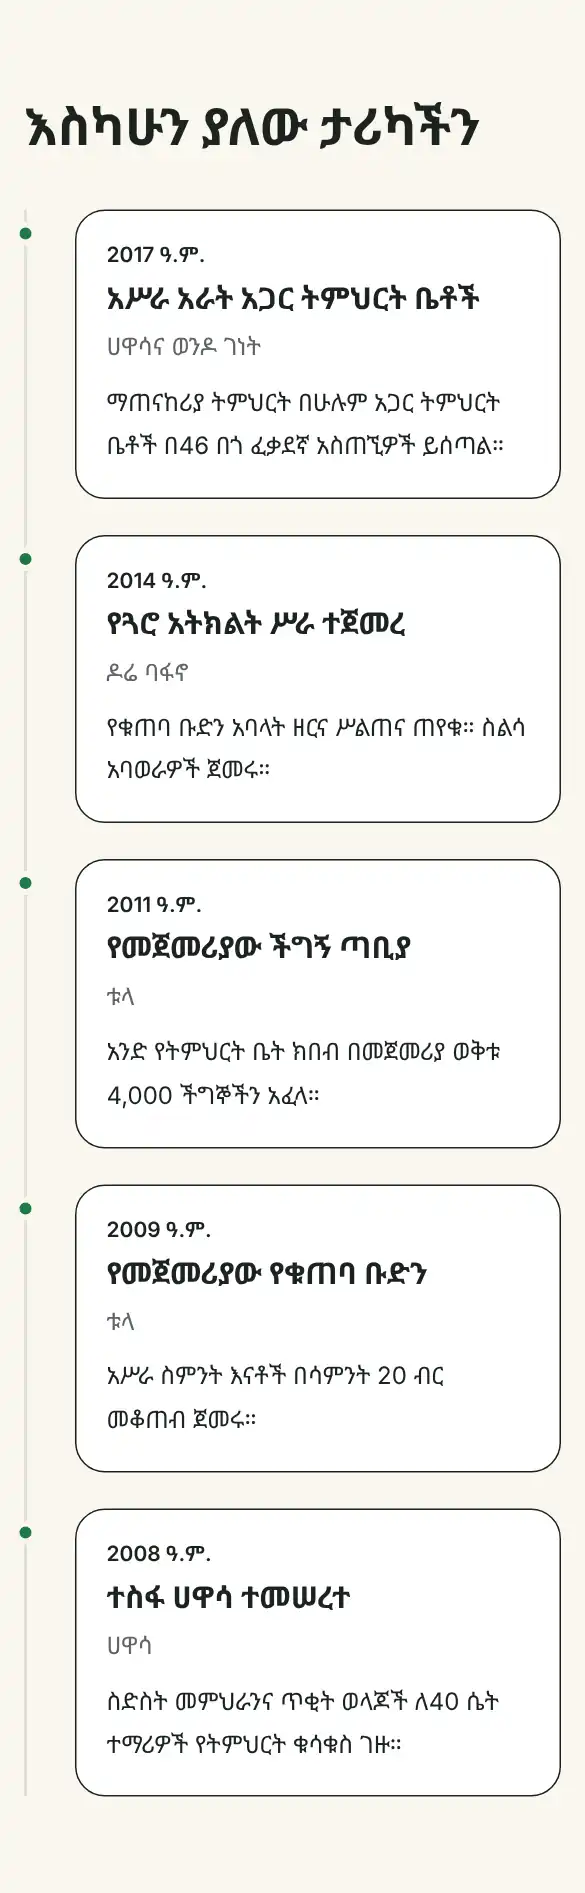 እስካሁን ያለው ታሪካችን
2017 ዓ.ም.
አሥራ አራት አጋር ትምህርት ቤቶች
ሀዋሳና ወንዶ ገነት
ማጠናከሪያ ትምህርት በሁሉም አጋር ትምህርት
ቤቶች በ46 በጎ ፈቃደኛ አስጠኚዎች ይሰጣል።
2014 ዓ.ም.
የጓሮ አትክልት ሥራ ተጀመረ
ዶሬ ባፋኖ
የቁጠባ ቡድን አባላት ዘርና ሥልጠና ጠየቁ። ስልሳ
አባወራዎች ጀመሩ።
2011 ዓ.ም.
የመጀመሪያው ችግኝ ጣቢያ
ቱላ
አንድ የትምህርት ቤት ክበብ በመጀመሪያ ወቅቱ
4,000 ችግኞችን አፈላ።
2009 ዓ.ም.
የመጀመሪያው የቁጠባ ቡድን
ቱላ
አሥራ ስምንት እናቶች በሳምንት 20 ብር
መቆጠብ ጀመሩ።
2008 ዓ.ም.
ተስፋ ሀዋሳ ተመሠረተ
ሀዋሳ
ስድስት መምህራንና ጥቂት ወላጆች ለ40 ሴት
ተማሪዎች የትምህርት ቁሳቁስ ገዙ።